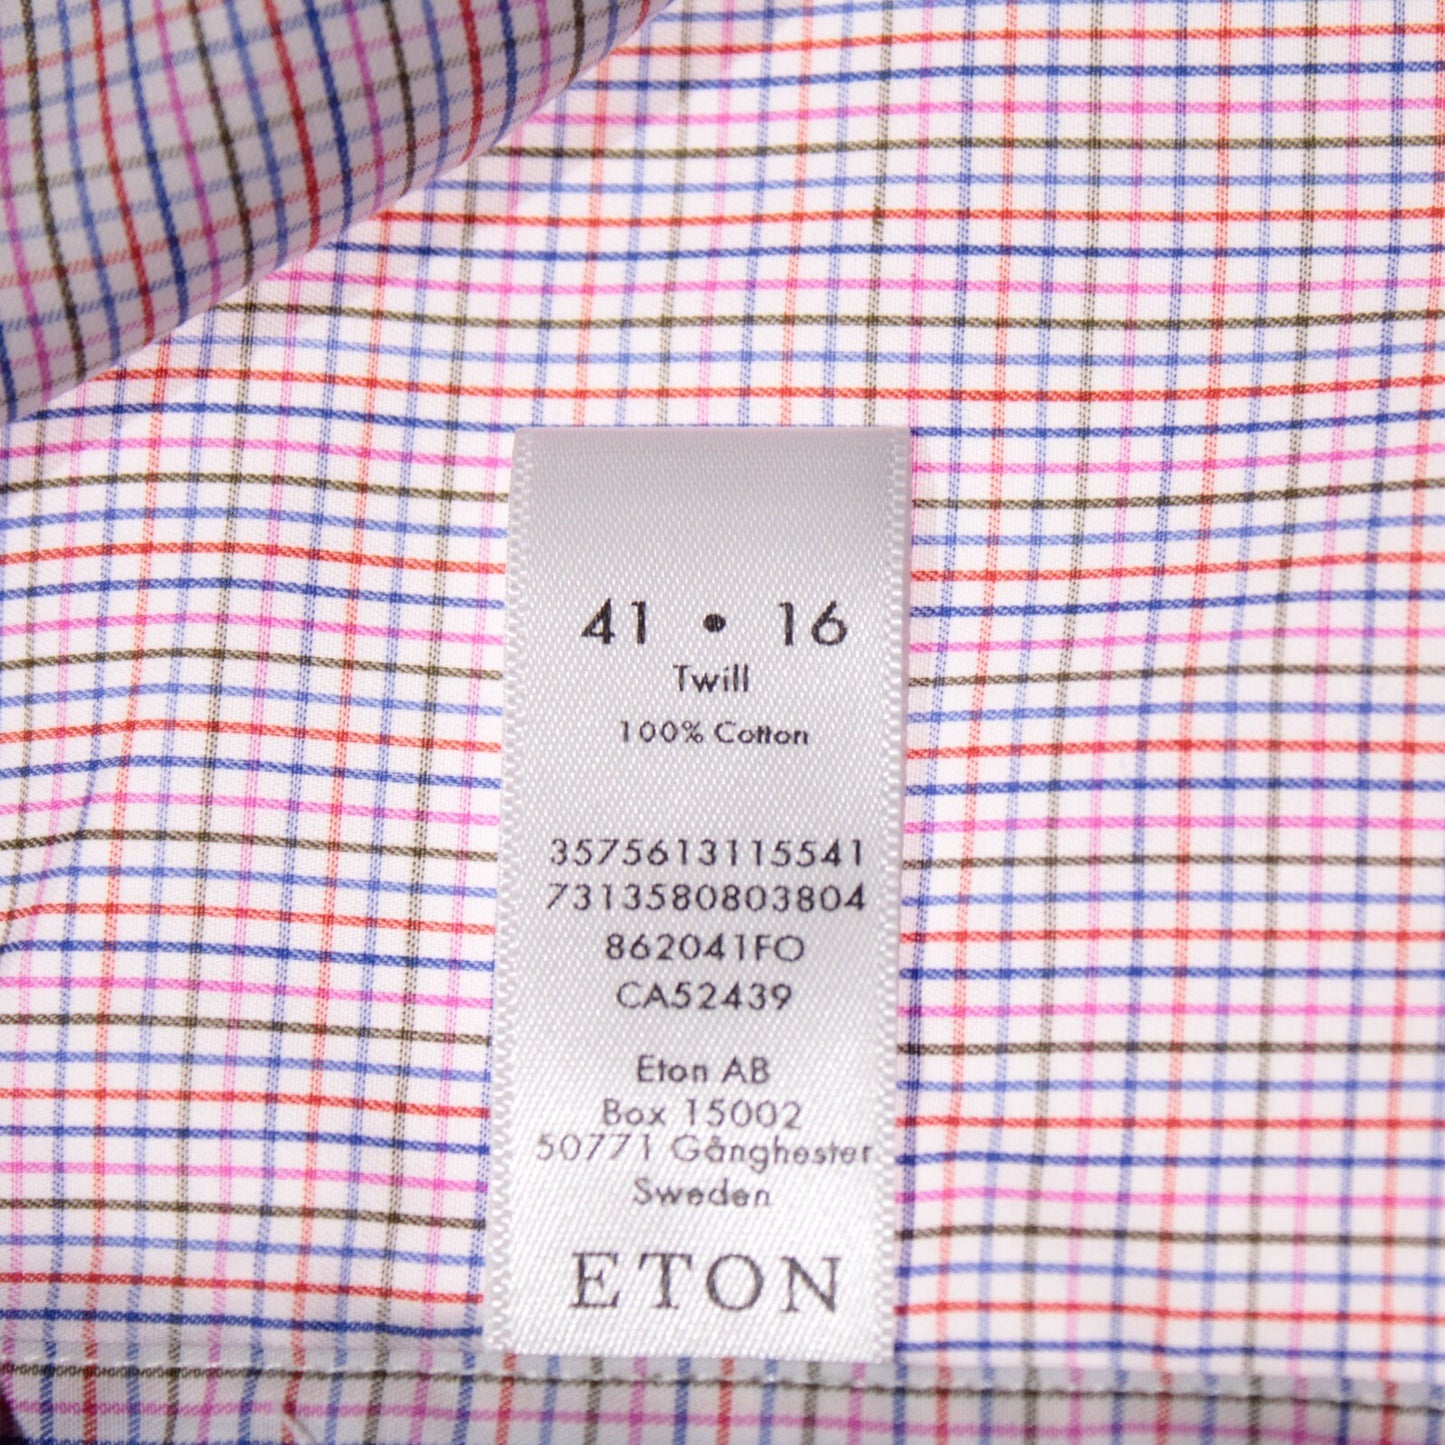 41 • 16
Twill
100% Cotton
3575613115541
7313580803804
862041FO
CA52439
Eton AB
Box 15002
50771 Gånghester
Sweden
ETON